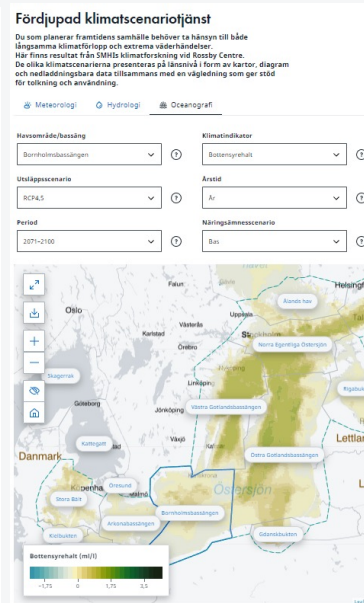 Fördjupad klimatscenariotjänst
Du som planerar framtidens samhälle behöver ta hänsyn till både
långsamma klimatförlopp och extrema väderhändelser.
Här finns resultat från SMHIs klimatforskning vid Rossby Centre.
De olika klimatscenarierna presenteras på länsnivå i form av kartor, diagram
och nedladdningsbara data tillsammans med en vägledning som ger stöd
för tolkning och användning.
Meteorologi Hydrologi Oceanografi
Havsområde/bassäng Klimatindikator
Bornholmsbassängen Bottensyrehalt
Utsläppsscenario Årstid
RCP4,5 År
Period Näringsämnesscenario
2071–2100 Bas
Falun
Helsing
Ålands hav
Oslo
Uppsala
Västerås
Karlstad
Örebro
Norra Egentliga Östersjön
Skagerrak
Linköping
Göteborg
Jönköping
Västra Gotlandsbassängen
Växjö
Kattegatt
Lettla
Danmark
Östra Gotlandsbassängen
Öresund
Östersjön
Stora Bält
Bornholmsbassängen
Arkonabassängen
Kielbukten
Gdanskbukten
Bottensyrehalt (ml/l)
-1,75 0 1,75 3,5